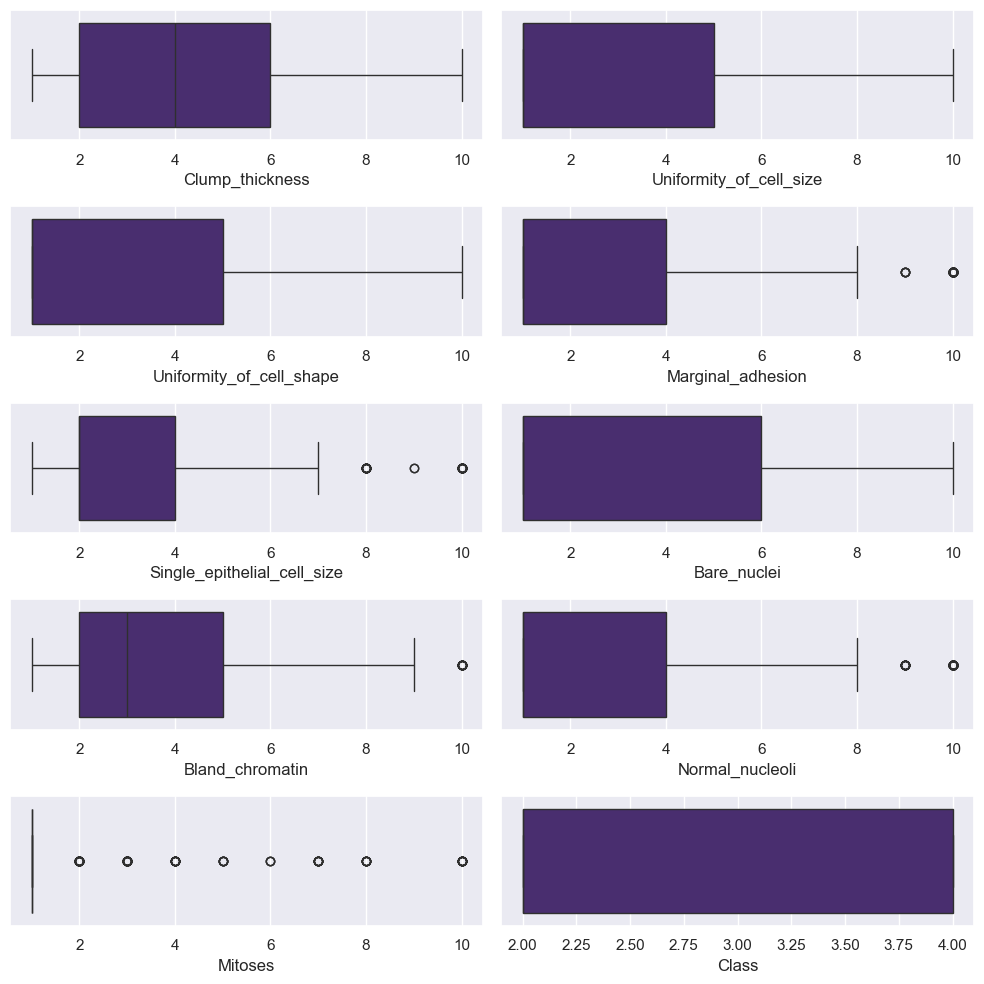 2 4 6 8 10
Clump_thickness
2 4 6 8 10
Uniformity_of_cell_size
2 4 6 8 10
Uniformity_of_cell_shape
2 4 6 8 10
Marginal_adhesion
2 4 6 8 10
Single_epithelial_cell_size
2 4 6 8 10
Bare_nuclei
2 4 6 8 10
Bland_chromatin
2 4 6 8 10
Normal_nucleoli
2 4 6 8 10
Mitoses
2.00 2.25 2.50 2.75 3.00 3.25 3.50 3.75 4.00
Class